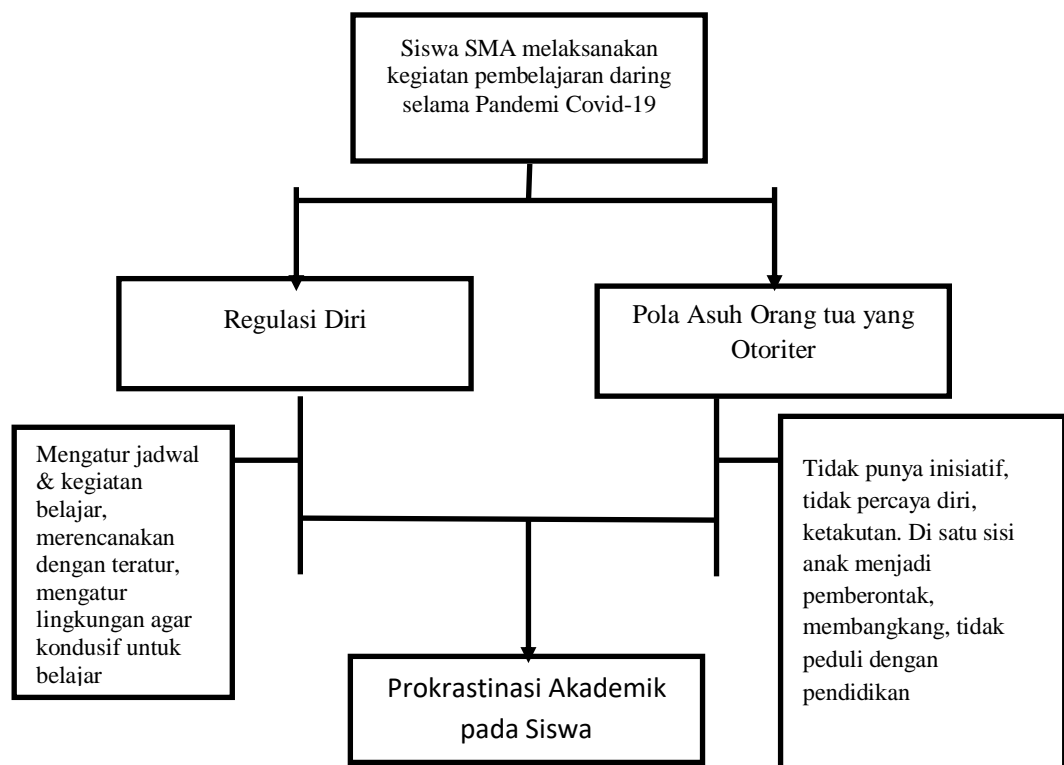 Siswa SMA melaksanakan
kegiatan pembelajaran daring
selama Pandemi Covid-19
Regulasi Diri
Pola Asuh Orang tua yang
Otoriter
Mengatur jadwal
& kegiatan
belajar,
merencanakan
dengan teratur,
mengatur
lingkungan agar
kondusif untuk
belajar
Tidak punya inisiatif,
tidak percaya diri,
ketakutan. Di satu sisi
anak menjadi
pemberontak,
membangkang, tidak
peduli dengan
pendidikan
Prokrastinasi Akademik
pada Siswa